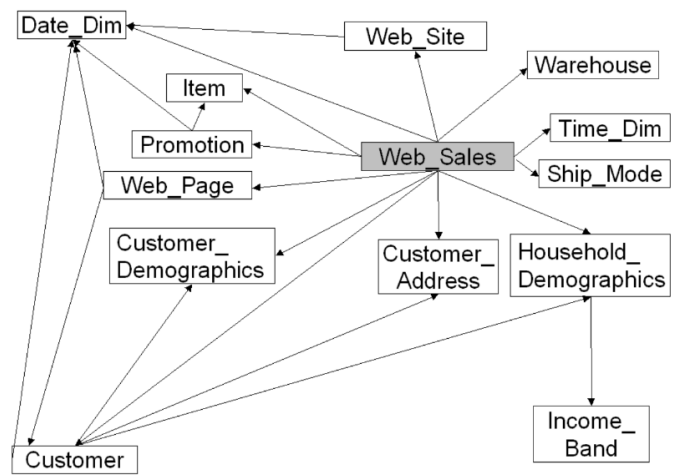 Date_Dim
Web_Site
Warehouse
Item
Time_Dim
Promotion
Web_Sales
Ship_Mode
Web_Page
Customer_
Demographics
Customer_
Address
Household_
Demographics
Income_
Band
Customer